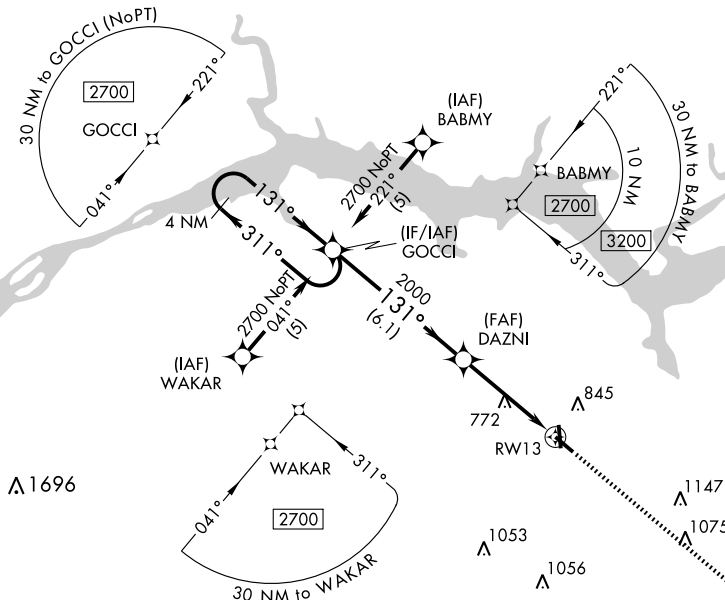 30 NM to GOCCI (NoPT)
2700
221°
GOCCI
041°
(IAF)
BABMY
2700 NoPT
221°
(5)
221°
30 NM to BABMY
10 NM
BABMY
2700
3200
311°
131°
4 NM
311°
(IF/IAF)
GOCCI
2700 NoPT
041°
(5)
2000
131°
(6.1)
(FAF)
DAZNI
(IAF)
WAKAR
772
845
RW13
1696
WAKAR
311°
041°
2700
30 NM to WAKAR
1147
1075
1053
1056